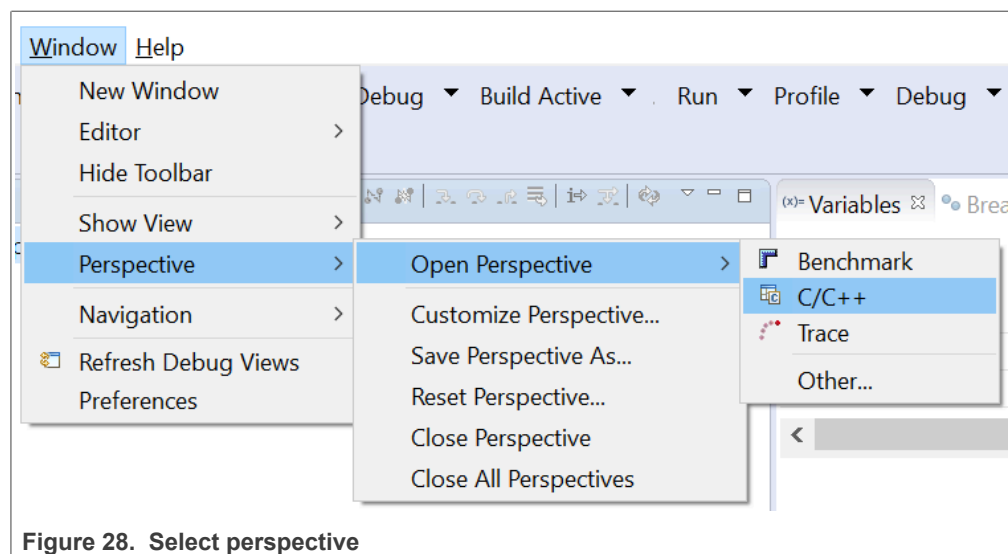 Window Help
New Window
Debug Build Active Run Profile Debug
Editor
Hide Toolbar
(x)= Variables Brea
Show View
Perspective
Open Perspective
Benchmark
C/C++
Navigation
Customize Perspective...
Trace
Refresh Debug Views
Save Perspective As...
Other...
Preferences
Reset Perspective...
Close Perspective
Close All Perspectives
Figure 28. Select perspective